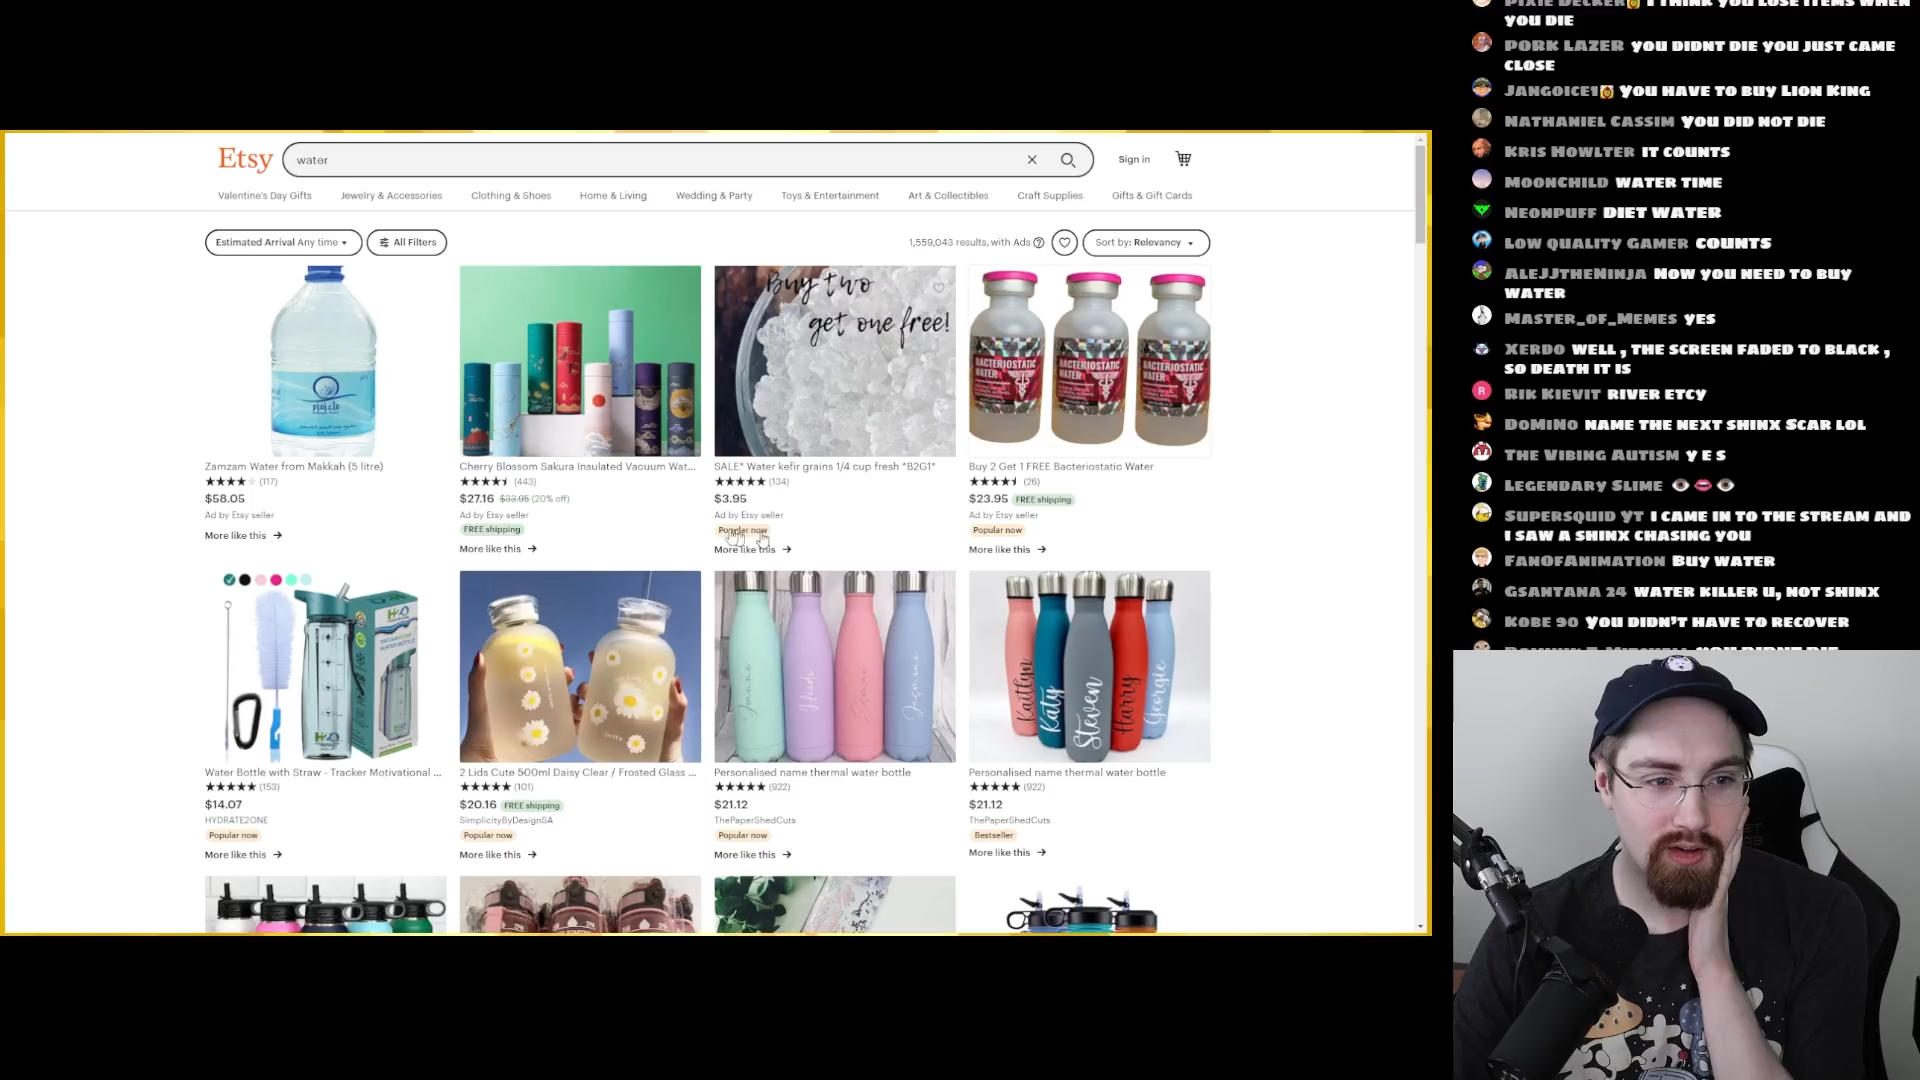 Etsy
water
Sign in
Valentine's Day Gifts
Jewelry & Accessories
Clothing & Shoes
Home & Living
Wedding & Party
Toys & Entertainment
Art & Collectibles
Craft Supplies
Gifts & Gift Cards
Estimated Arrival Any time
All Filters
1,559,043 results, with Ads
Sort by: Relevancy
Buy two
get one free!
BACTERIOSTATIC WATER
BACTERIOSTATIC WATER
BACTERIOSTATIC WATER
Zamzam Water from Makkah (5 litre)
(117)
$58.05
Ad by Etsy seller
More like this →
Cherry Blossom Sakura Insulated Vacuum Wat...
(443)
$27.16 $33.95 (20% off)
Ad by Etsy seller
FREE shipping
More like this →
SALE* Water kefir grains 1/4 cup fresh *B2G1*
(134)
$3.95
Ad by Etsy seller
Popular now
More like this →
Buy 2 Get 1 FREE Bacteriostatic Water
(26)
$23.95 FREE shipping
Ad by Etsy seller
Popular now
More like this →
H2O
Water Bottle with Straw - Tracker Motivational ...
(153)
$14.07
HYDRATE2ONE
Popular now
More like this →
2 Lids Cute 500ml Daisy Clear / Frosted Glass ...
(101)
$20.16 FREE shipping
SimplicityByDesignSA
Popular now
More like this →
Heidi
Personalised name thermal water bottle
(922)
$21.12
ThePaperShedCuts
Popular now
More like this →
Kaitlyn
Katy
Steven
Harry
Georgie
Personalised name thermal water bottle
(922)
$21.12
ThePaperShedCuts
Bestseller
More like this →
PIXIE DECKER I THINK YOU LOSE ITEMS WHEN
YOU DIE
PORK LAZER YOU DIDNT DIE YOU JUST CAME
CLOSE
JANGOICE1 YOU HAVE TO BUY LION KING
NATHANIEL CASSIM YOU DID NOT DIE
KRIS HOWLTER IT COUNTS
MOONCHILD WATER TIME
NEONPUFF DIET WATER
LOW QUALITY GAMER COUNTS
ALEJJTHENINJA NOW YOU NEED TO BUY
WATER
MASTER_OF_MEMES YES
XERDO WELL , THE SCREEN FADED TO BLACK ,
SO DEATH IT IS
RIK KIEVIT RIVER ETCY
DOMINO NAME THE NEXT SHINX SCAR LOL
THE VIBING AUTISM Y E S
LEGENDARY SLIME 👁👄👁
SUPERSQUID YT I CAME IN TO THE STREAM AND
I SAW A SHINX CHASING YOU
FANOFANIMATION BUY WATER
GSANTANA 24 WATER KILLER U, NOT SHINX
KOBE 90 YOU DIDN'T HAVE TO RECOVER